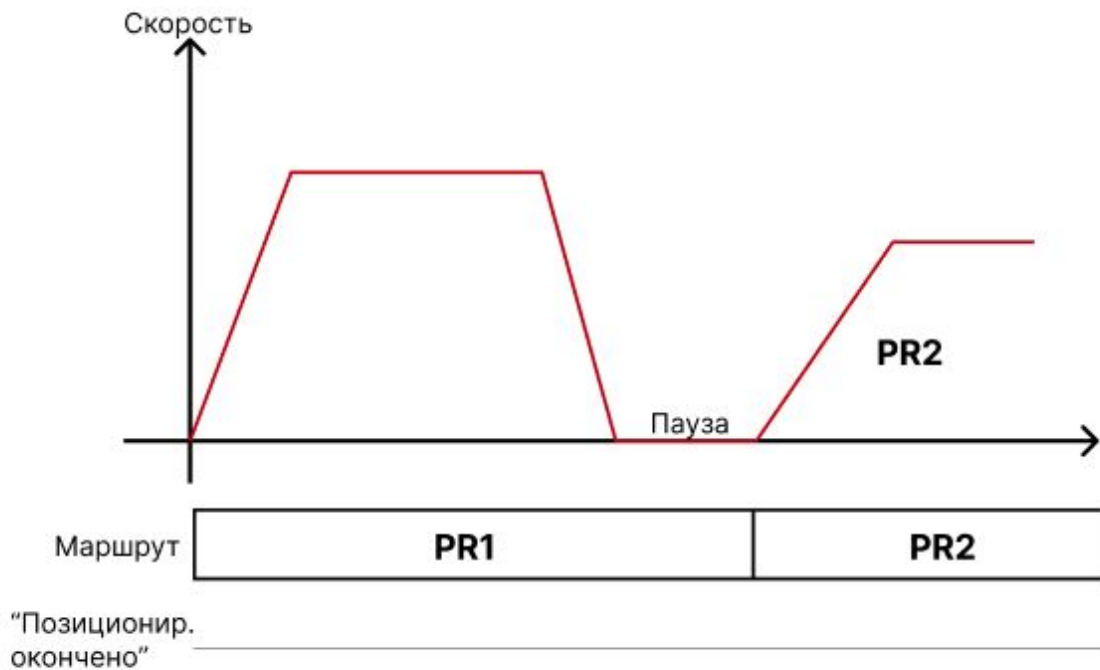 Скорость
PR2
Пауза
Маршрут
PR1
PR2
“Позиционир.
окончено”